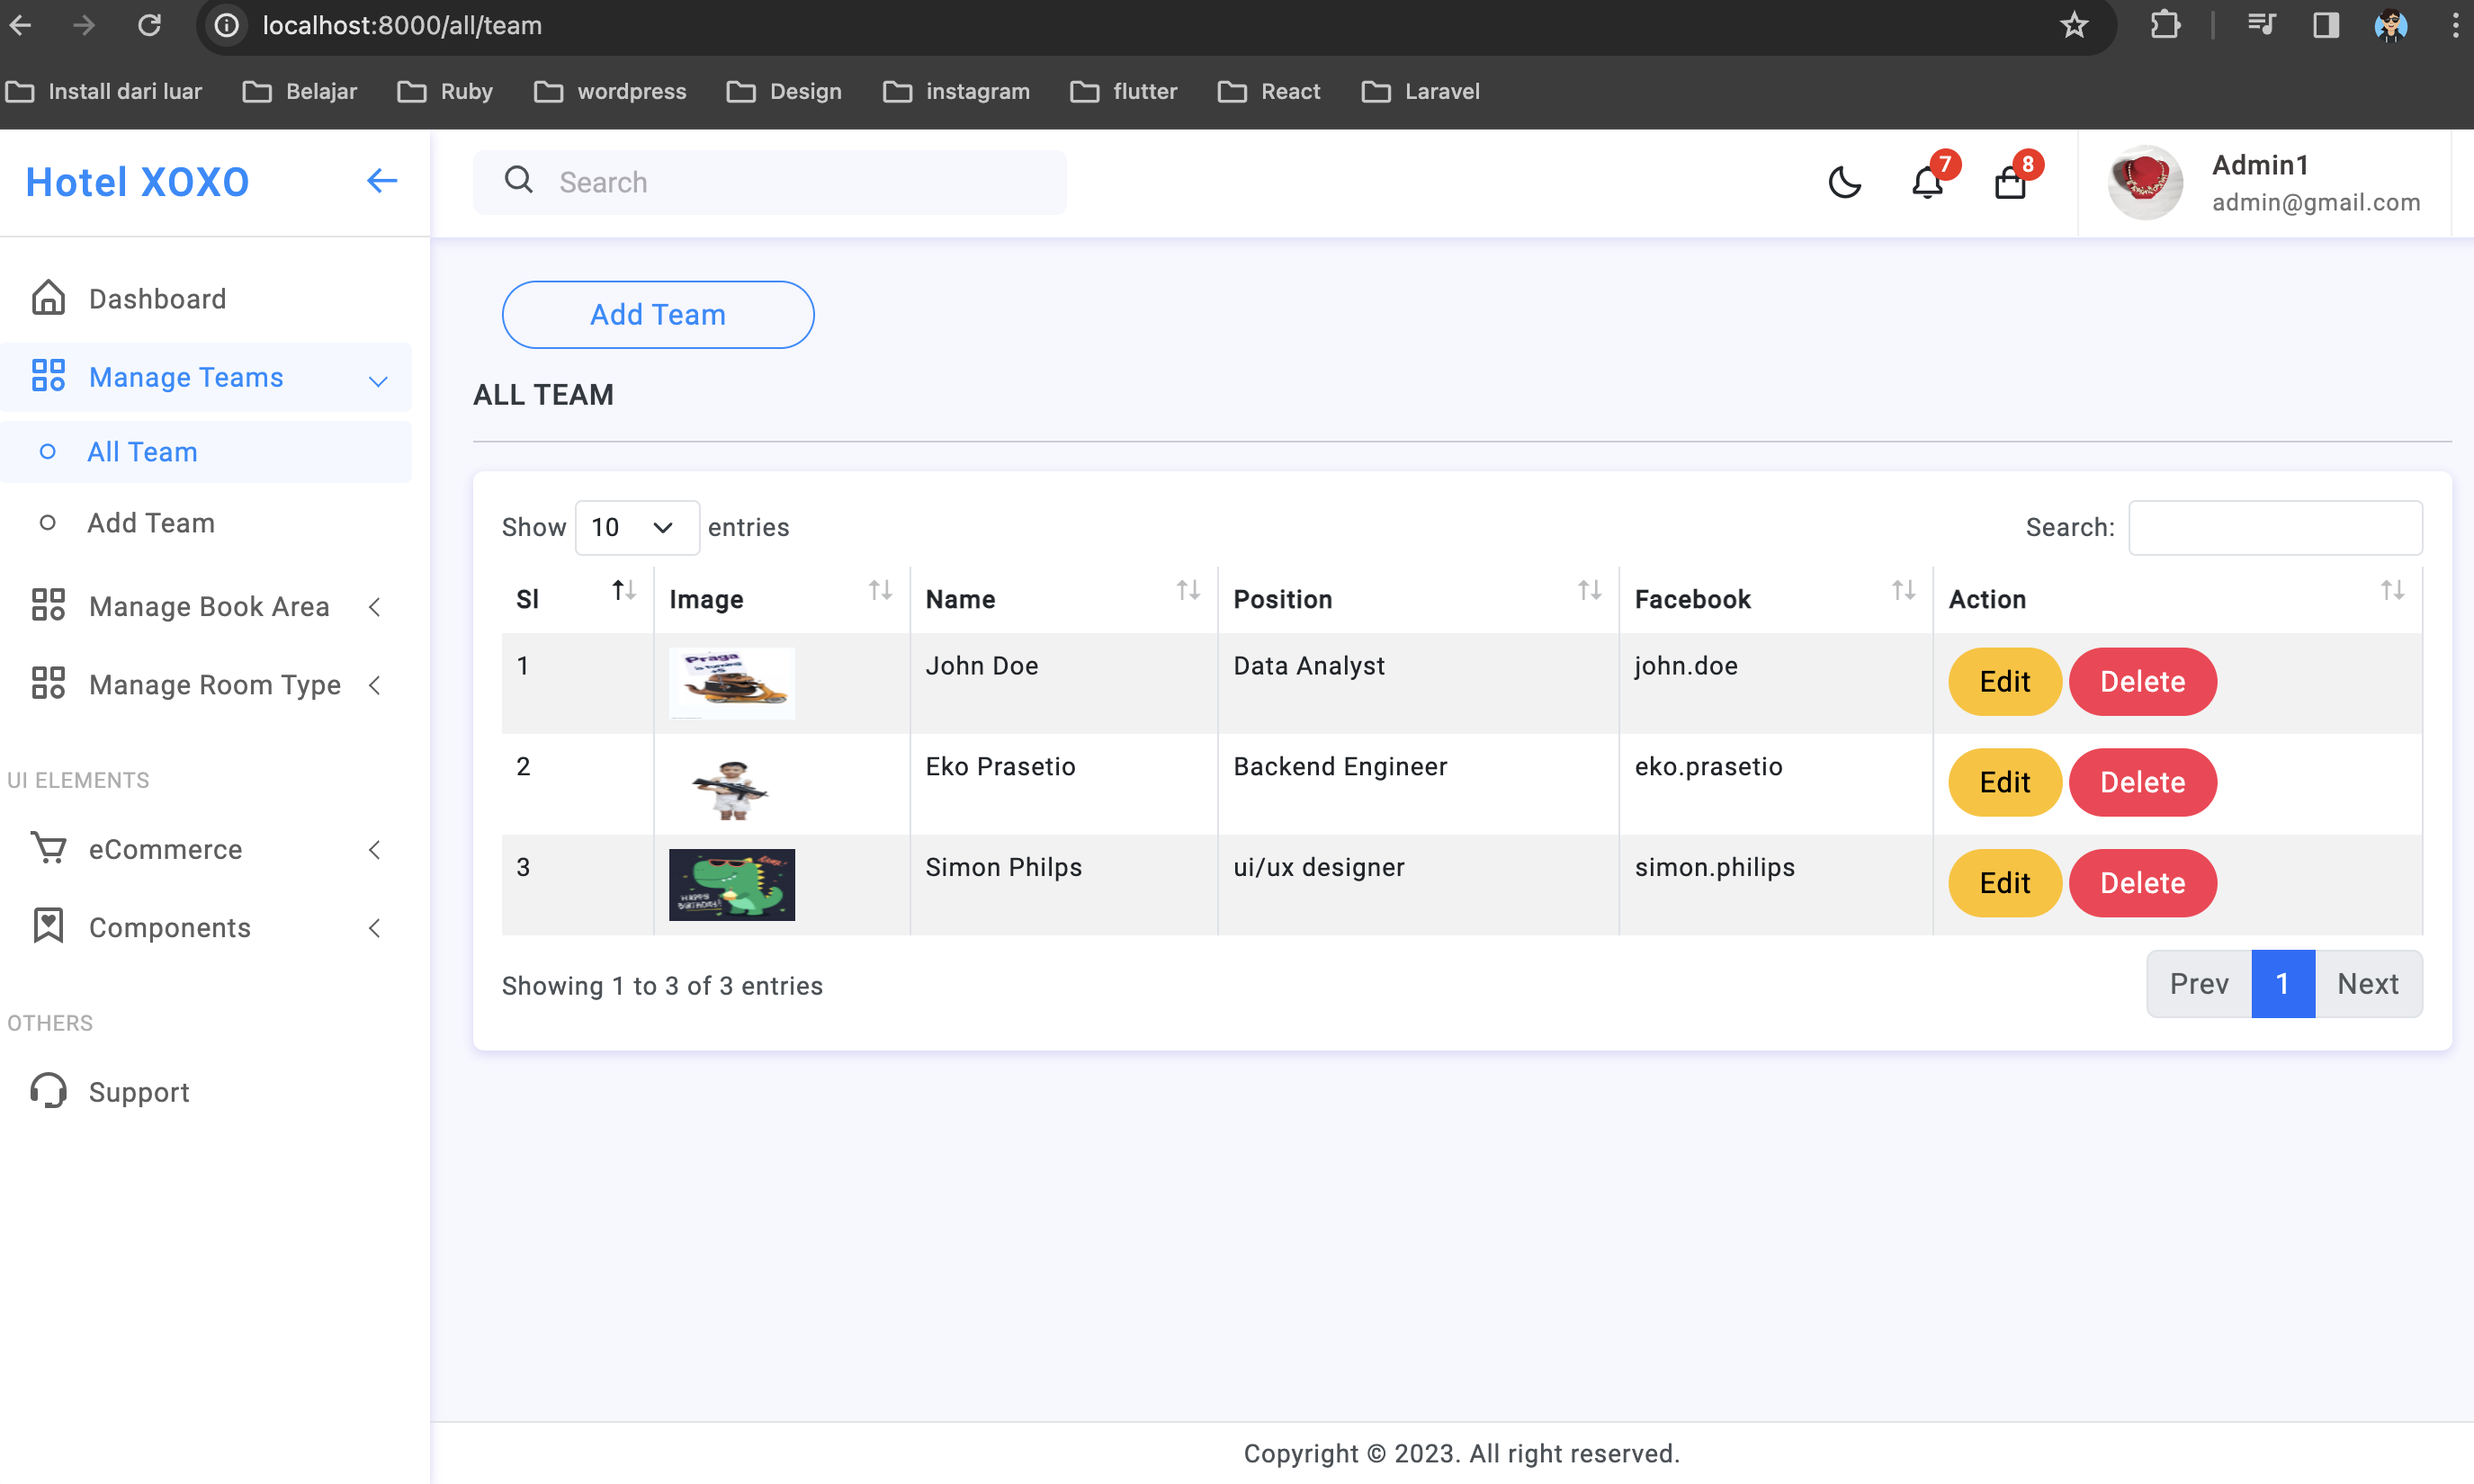 localhost:8000/all/team
Install dari luar Belajar Ruby wordpress Design instagram flutter React Laravel
Hotel XOXO
Search
7
8
Admin1
admin@gmail.com
Dashboard
Manage Teams
All Team
Add Team
Manage Book Area
Manage Room Type
UI ELEMENTS
eCommerce
Components
OTHERS
Support
Add Team
ALL TEAM
Show 10 entries
Search:
Sl Image Name Position Facebook Action
1 Praga is turning John Doe Data Analyst john.doe Edit Delete
2 Eko Prasetio Backend Engineer eko.prasetio Edit Delete
3 HAPPY BIRTHDAY! Simon Philps ui/ux designer simon.philips Edit Delete
Showing 1 to 3 of 3 entries
Prev 1 Next
Copyright © 2023. All right reserved.